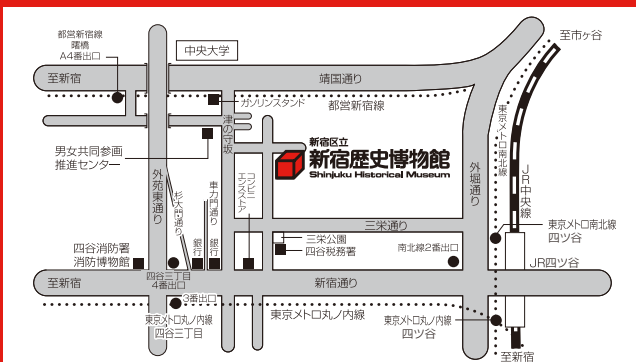 都営新宿線
曙橋
A4番出口
中央大学
至市ヶ谷
至新宿
靖国通り
ガソリンスタンド
都営新宿線
東京メトロ南北線
津の守坂
男女共同参画
推進センター
新宿区立
新宿歴史博物館
Shinjuku Historical Museum
外苑東通り
杉大門通り
車力門通り
コンビニ
エンスストア
外堀通り
JR中央線
三栄通り
東京メトロ南北線
四ツ谷
三栄公園
四谷税務署
南北線2番出口
四谷消防署
消防博物館
銀行
銀行
四谷三丁目
4番出口
JR四ツ谷
至新宿
新宿通り
3番出口
東京メトロ丸ノ内線
四谷三丁目
東京メトロ丸ノ内線
東京メトロ丸ノ内線
四ツ谷
至新宿